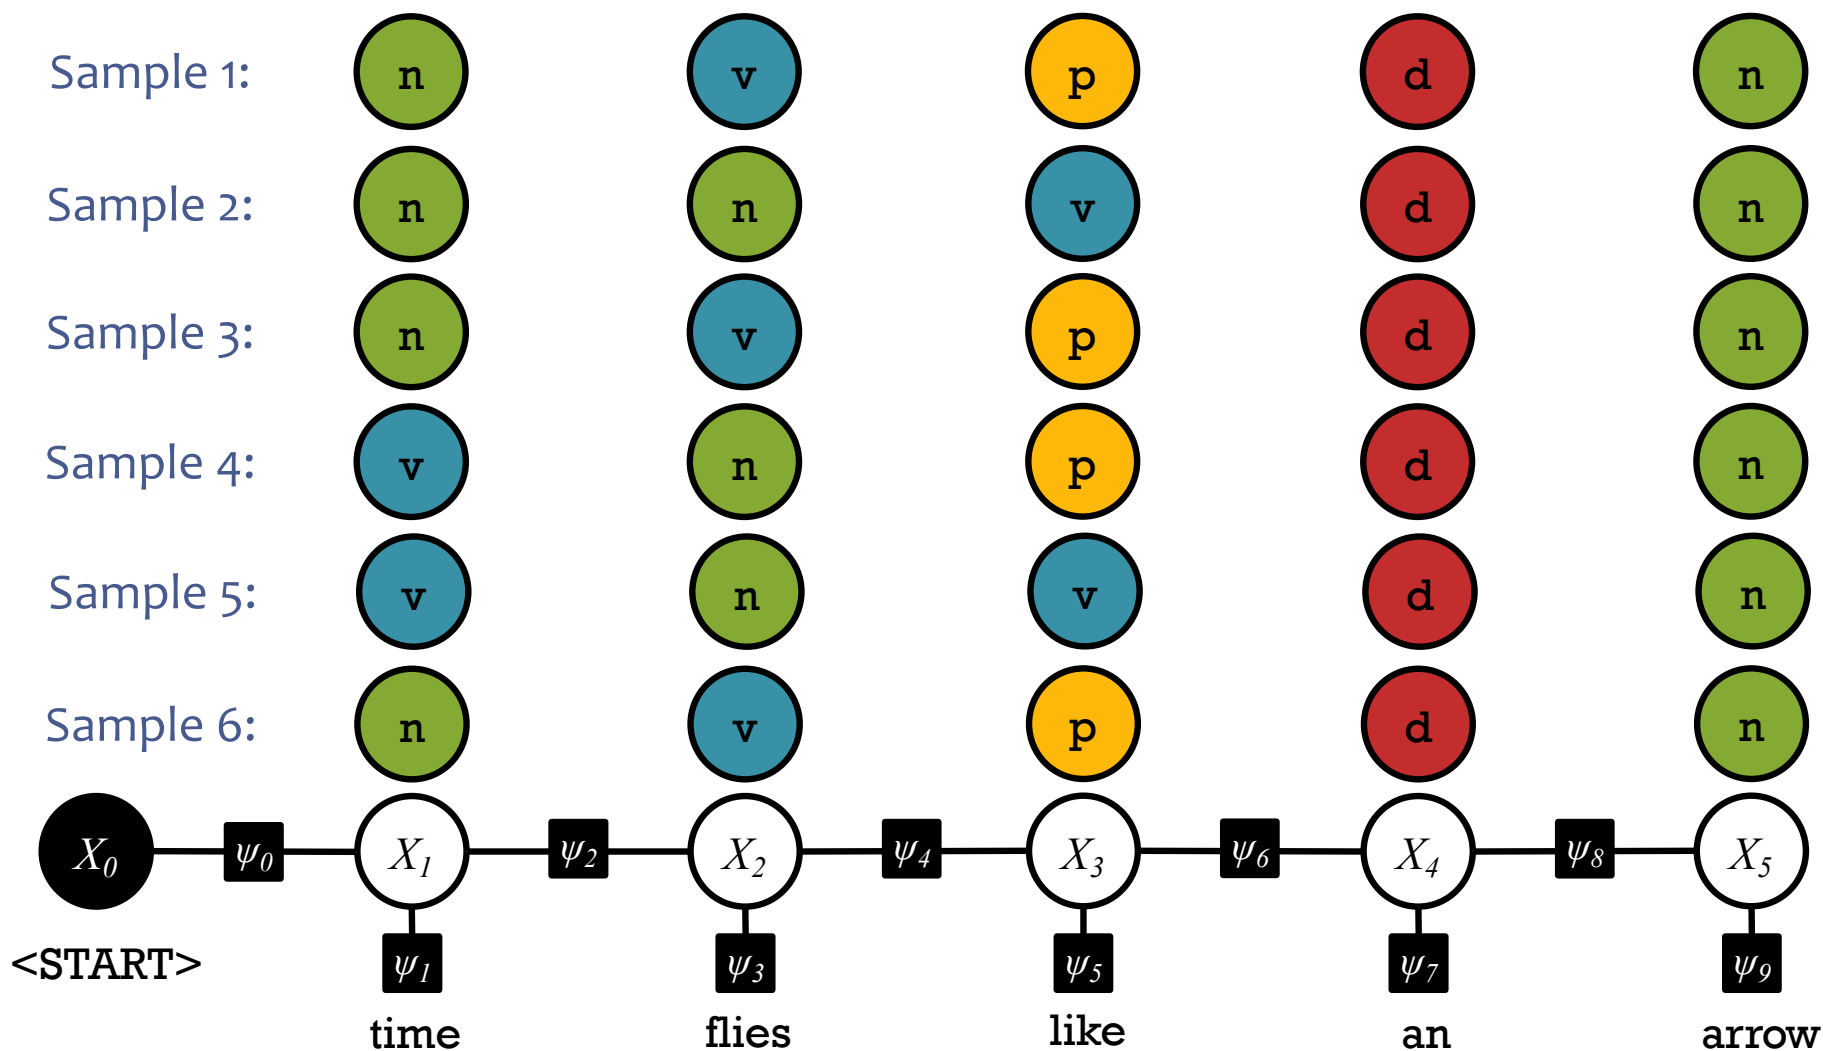 Sample 1: n v p d n
Sample 2: n n v d n
Sample 3: n v p d n
Sample 4: v n p d n
Sample 5: v n v d n
Sample 6: n v p d n
X0 ψ0 X1 ψ2 X2 ψ4 X3 ψ6 X4 ψ8 X5
<START> ψ1 ψ3 ψ5 ψ7 ψ9
time flies like an arrow